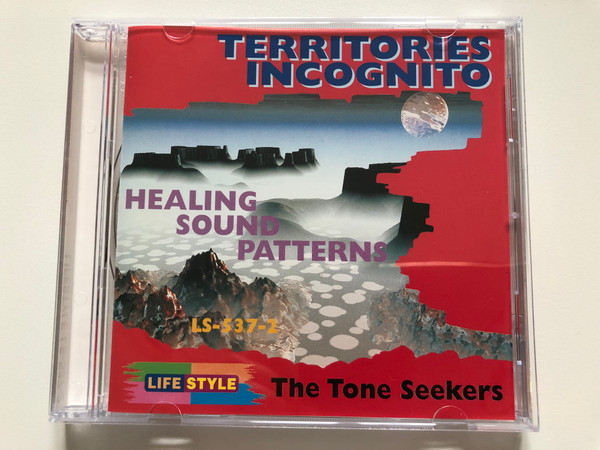 TERRITORIES
INCOGNITO
HEALING
SOUND
PATTERNS
LS-537-2
LIFE STYLE
The Tone Seekers